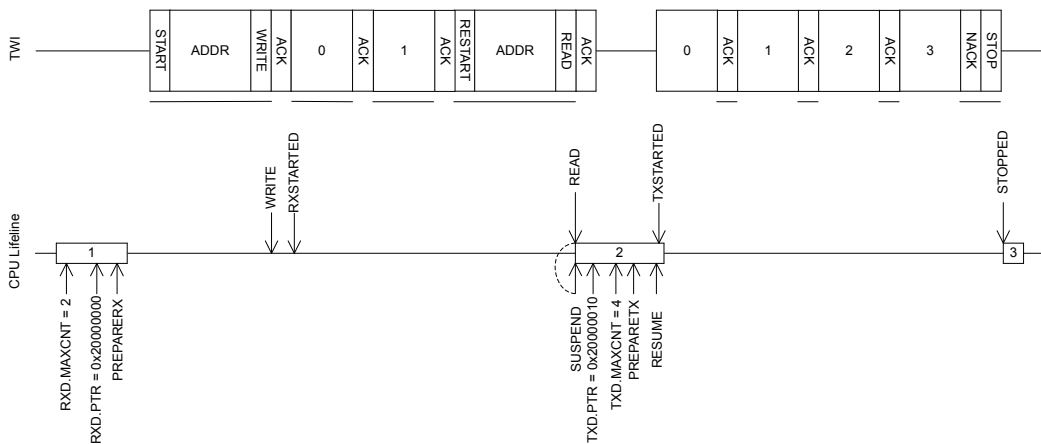 TWI
START
ADDR
WRITE
ACK
0
ACK
1
ACK
RESTART
ADDR
READ
ACK
0
ACK
1
ACK
2
ACK
3
NACK
STOP
WRITE
RXSTARTED
READ
TXSTARTED
STOPPED
CPU Lifeline
1
2
3
RXD.MAXCNT = 2
RXD.PTR = 0x20000000
PREPARERX
SUSPEND
TXD.PTR = 0x20000010
TXD.MAXCNT = 4
PREPARETX
RESUME